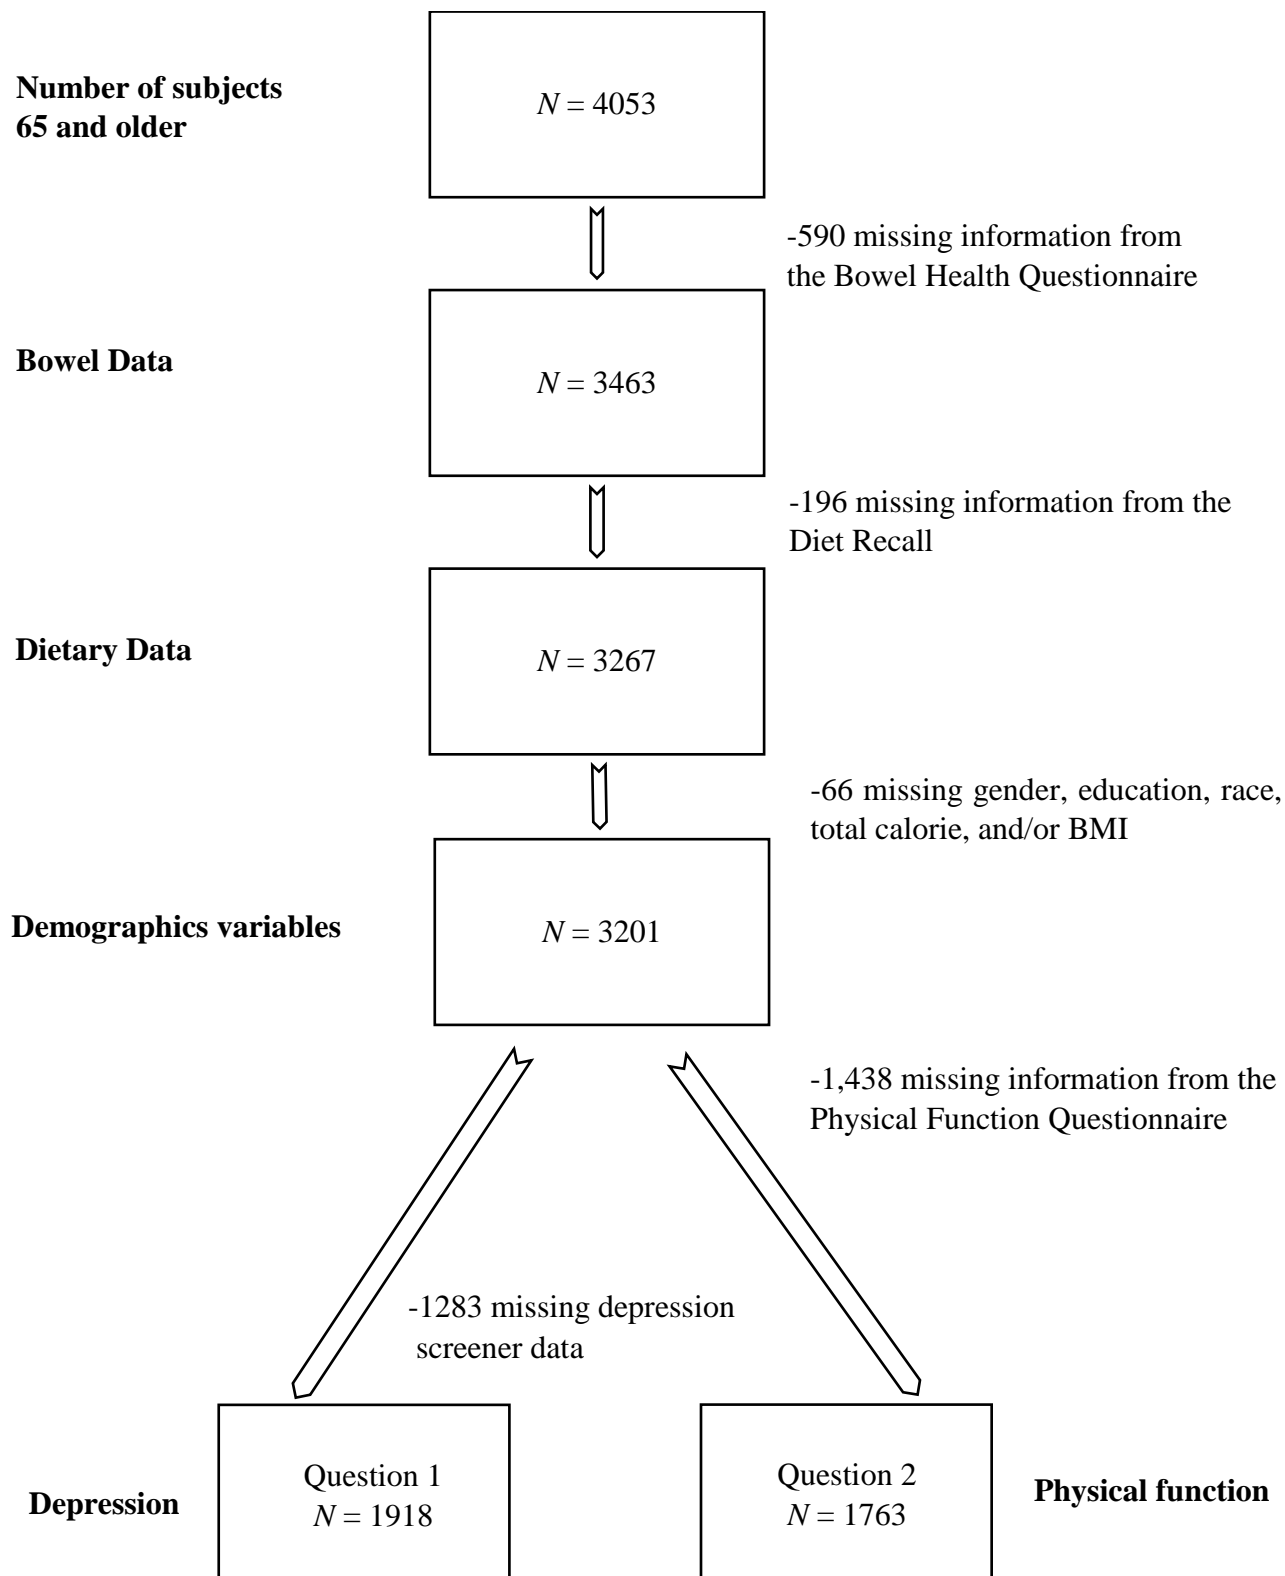 Number of subjects
65 and older
N = 4053
-590 missing information from
the Bowel Health Questionnaire
Bowel Data
N = 3463
-196 missing information from the
Diet Recall
Dietary Data
N = 3267
-66 missing gender, education, race,
total calorie, and/or BMI
Demographics variables
N = 3201
-1,438 missing information from the
Physical Function Questionnaire
-1283 missing depression
screener data
Depression
Question 1
N = 1918
Question 2
N = 1763
Physical function